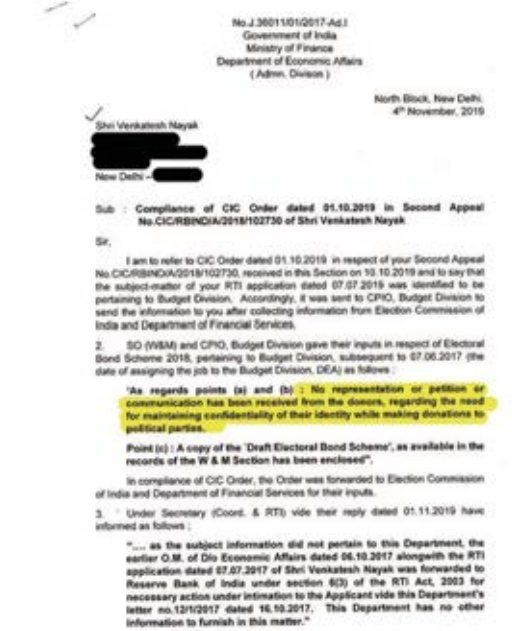 No.J.36011/01/2017-Ad.I
Government of India
Ministry of Finance
Department of Economic Affairs
( Admn. Divison )
North Block, New Delhi.
4th November, 2019
Shri Venkatesh Nayak
New Delhi –
Sub : Compliance of CIC Order dated 01.10.2019 in Second Appeal
No.CIC/RBIND/A/2018/102730 of Shri Venkatesh Nayak
Sir,
I am to refer to CIC Order dated 01.10.2019 in respect of your Second Appeal
No.CIC/RBIND/A/2018/102730, received in this Section on 10.10.2019 and to say that
the subject-matter of your RTI application dated 07.07.2019 was identified to be
pertaining to Budget Division. Accordingly, it was sent to CPIO, Budget Division to
send the information to you after collecting information from Election Commission of
India and Department of Financial Services.
2. SO (W&M) and CPIO, Budget Division gave their inputs in respect of Electoral
Bond Scheme 2018, pertaining to Budget Division, subsequent to 07.06.2017 (the
date of assigning the job to the Budget Division, DEA) as follows :
"As regards points (a) and (b) : No representation or petition or
communication has been received from the donors, regarding the need
for maintaining confidentiality of their identity while making donations to
political parties.
Point (c) : A copy of the 'Draft Electoral Bond Scheme', as available in the
records of the W & M Section has been enclosed".
In compliance of CIC Order, the Order was forwarded to Election Commission
of India and Department of Financial Services for their inputs.
3. Under Secretary (Coord. & RTI) vide their reply dated 01.11.2019 have
informed as follows ;
".... as the subject information did not pertain to this Department, the
earlier O.M. of D/o Economic Affairs dated 06.10.2017 alongwith the RTI
application dated 07.07.2017 of Shri Venkatesh Nayak was forwarded to
Reserve Bank of India under section 6(3) of the RTI Act, 2003 for
necessary action under intimation to the Applicant vide this Department's
letter no.12/1/2017 dated 16.10.2017. This Department has no other
information to furnish in this matter."